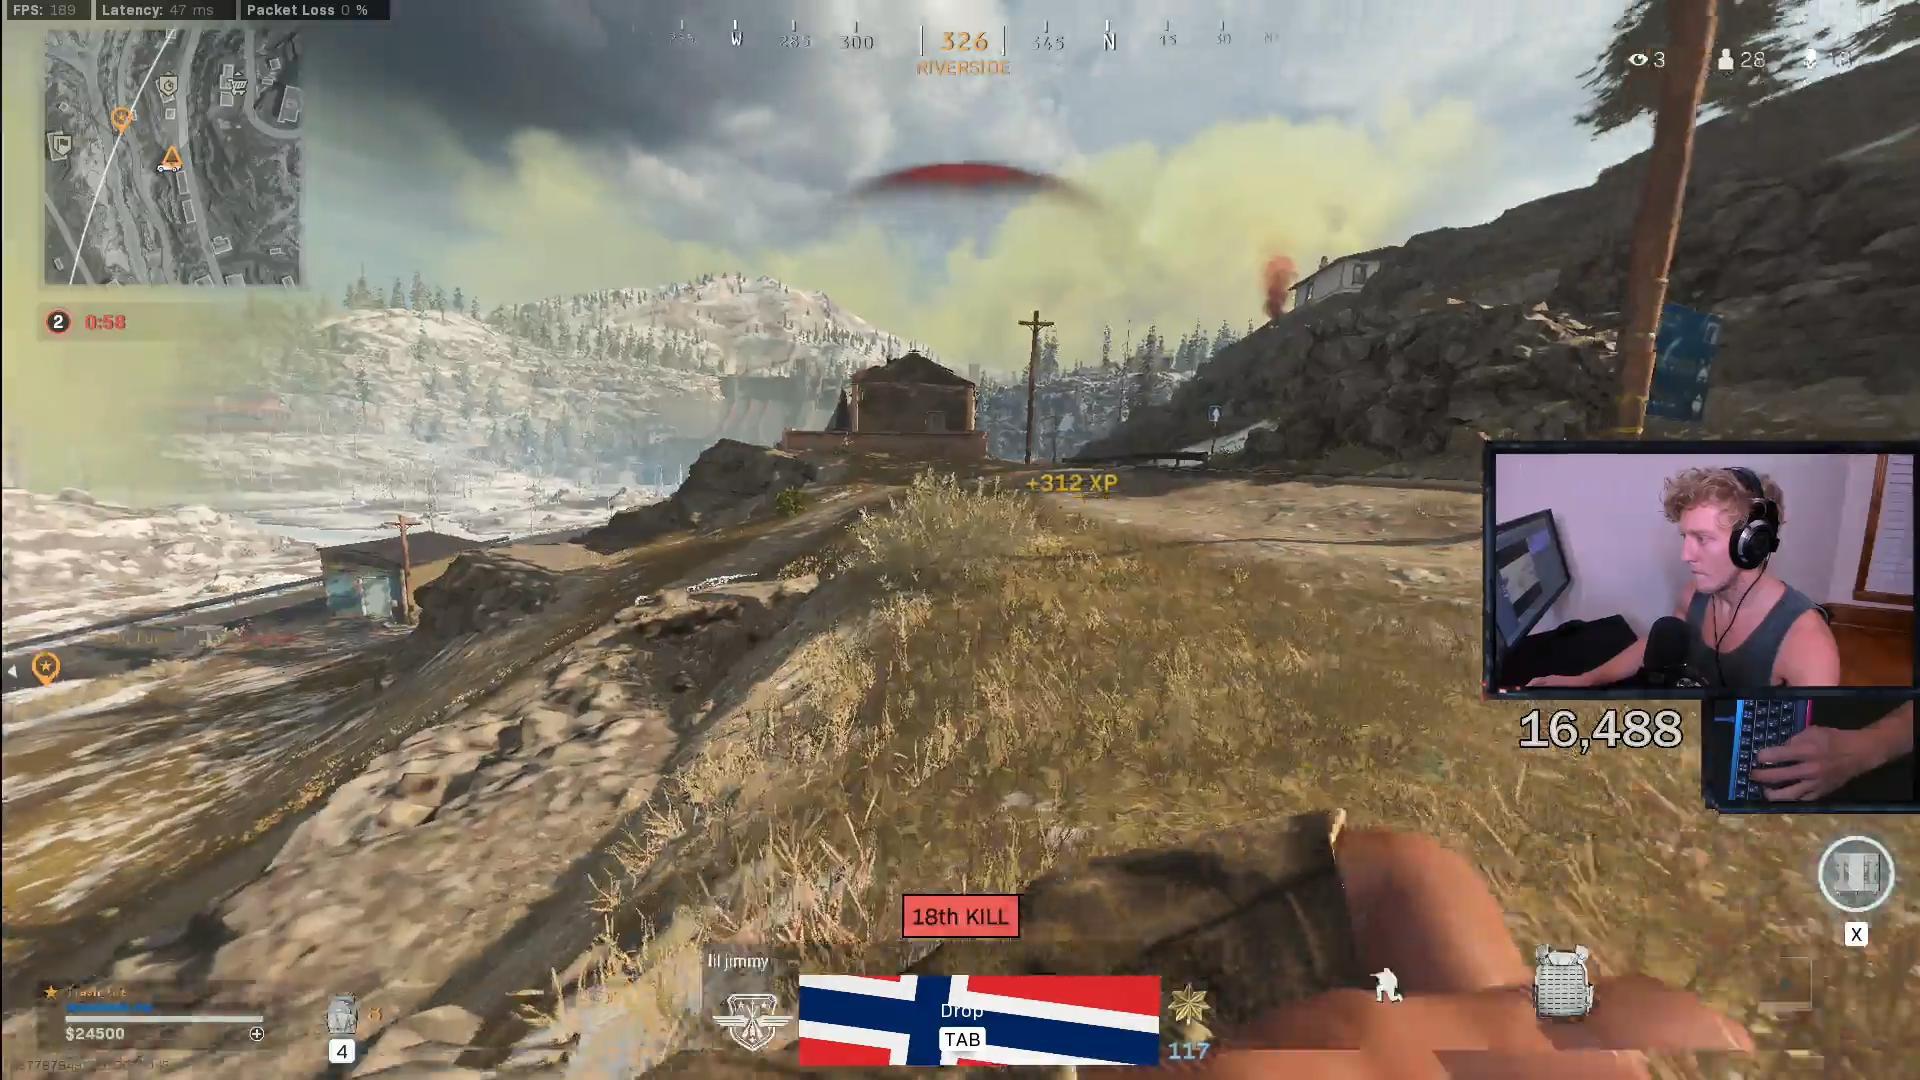 FPS: 189 Latency: 47 ms Packet Loss 0 %
W 285 300 326 345 N 15 30
RIVERSIDE
3 28
2 0:58
+312 XP
16,488
18th KILL
X
lil jimmy
Drop
TAB
$24500
4
117